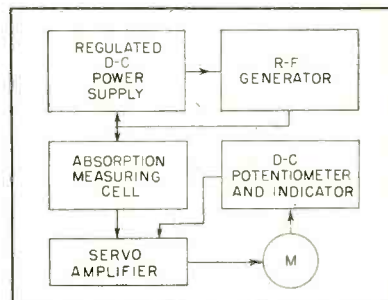 REGULATED
D-C
POWER
SUPPLY
R-F
GENERATOR
ABSORPTION
MEASURING
CELL
D-C
POTENTIOMETER
AND INDICATOR
SERVO
AMPLIFIER
M